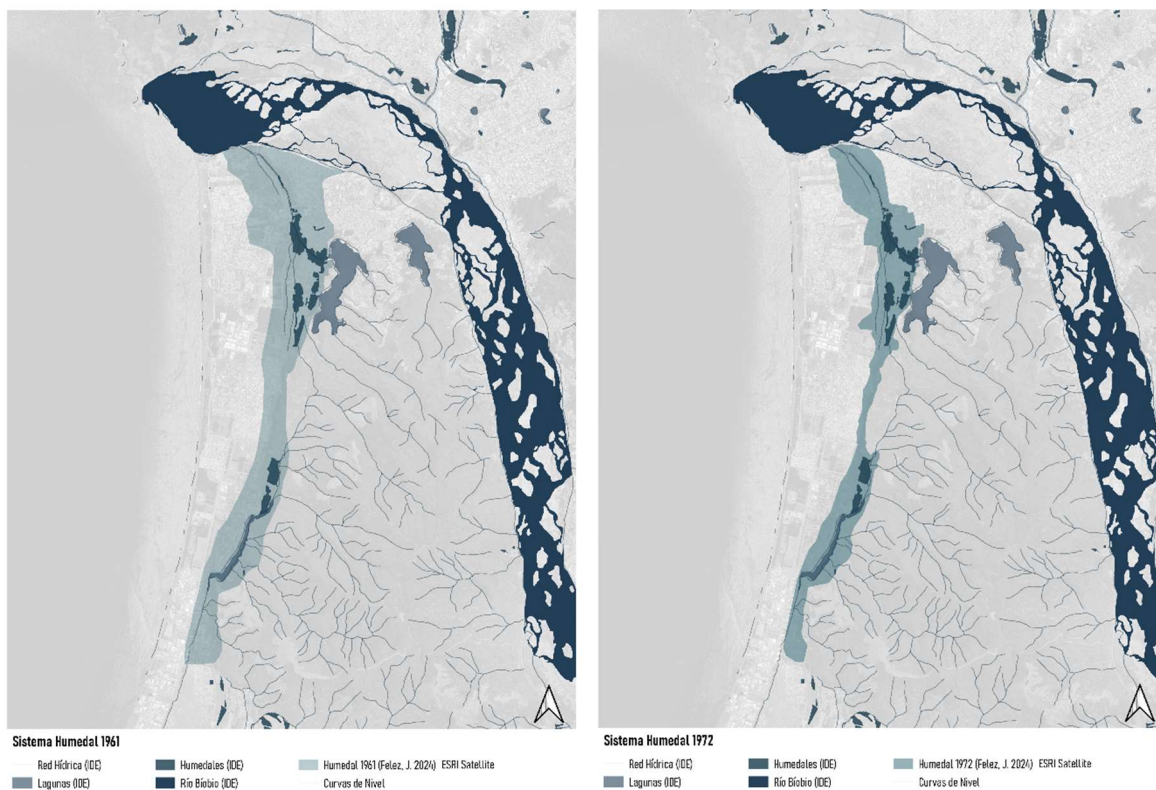 Sistema Humedal 1961
Red Hídrica (IDE)
Humedales (IDE)
Humedal 1961 (Felez, J. 2024) ESRI Satellite
Lagunas (IDE)
Río Bíobio (IDE)
Curvas de Nivel
Sistema Humedal 1972
Red Hídrica (IDE)
Humedales (IDE)
Humedal 1972 (Felez, J. 2024) ESRI Satellite
Lagunas (IDE)
Río Bíobio (IDE)
Curvas de Nivel